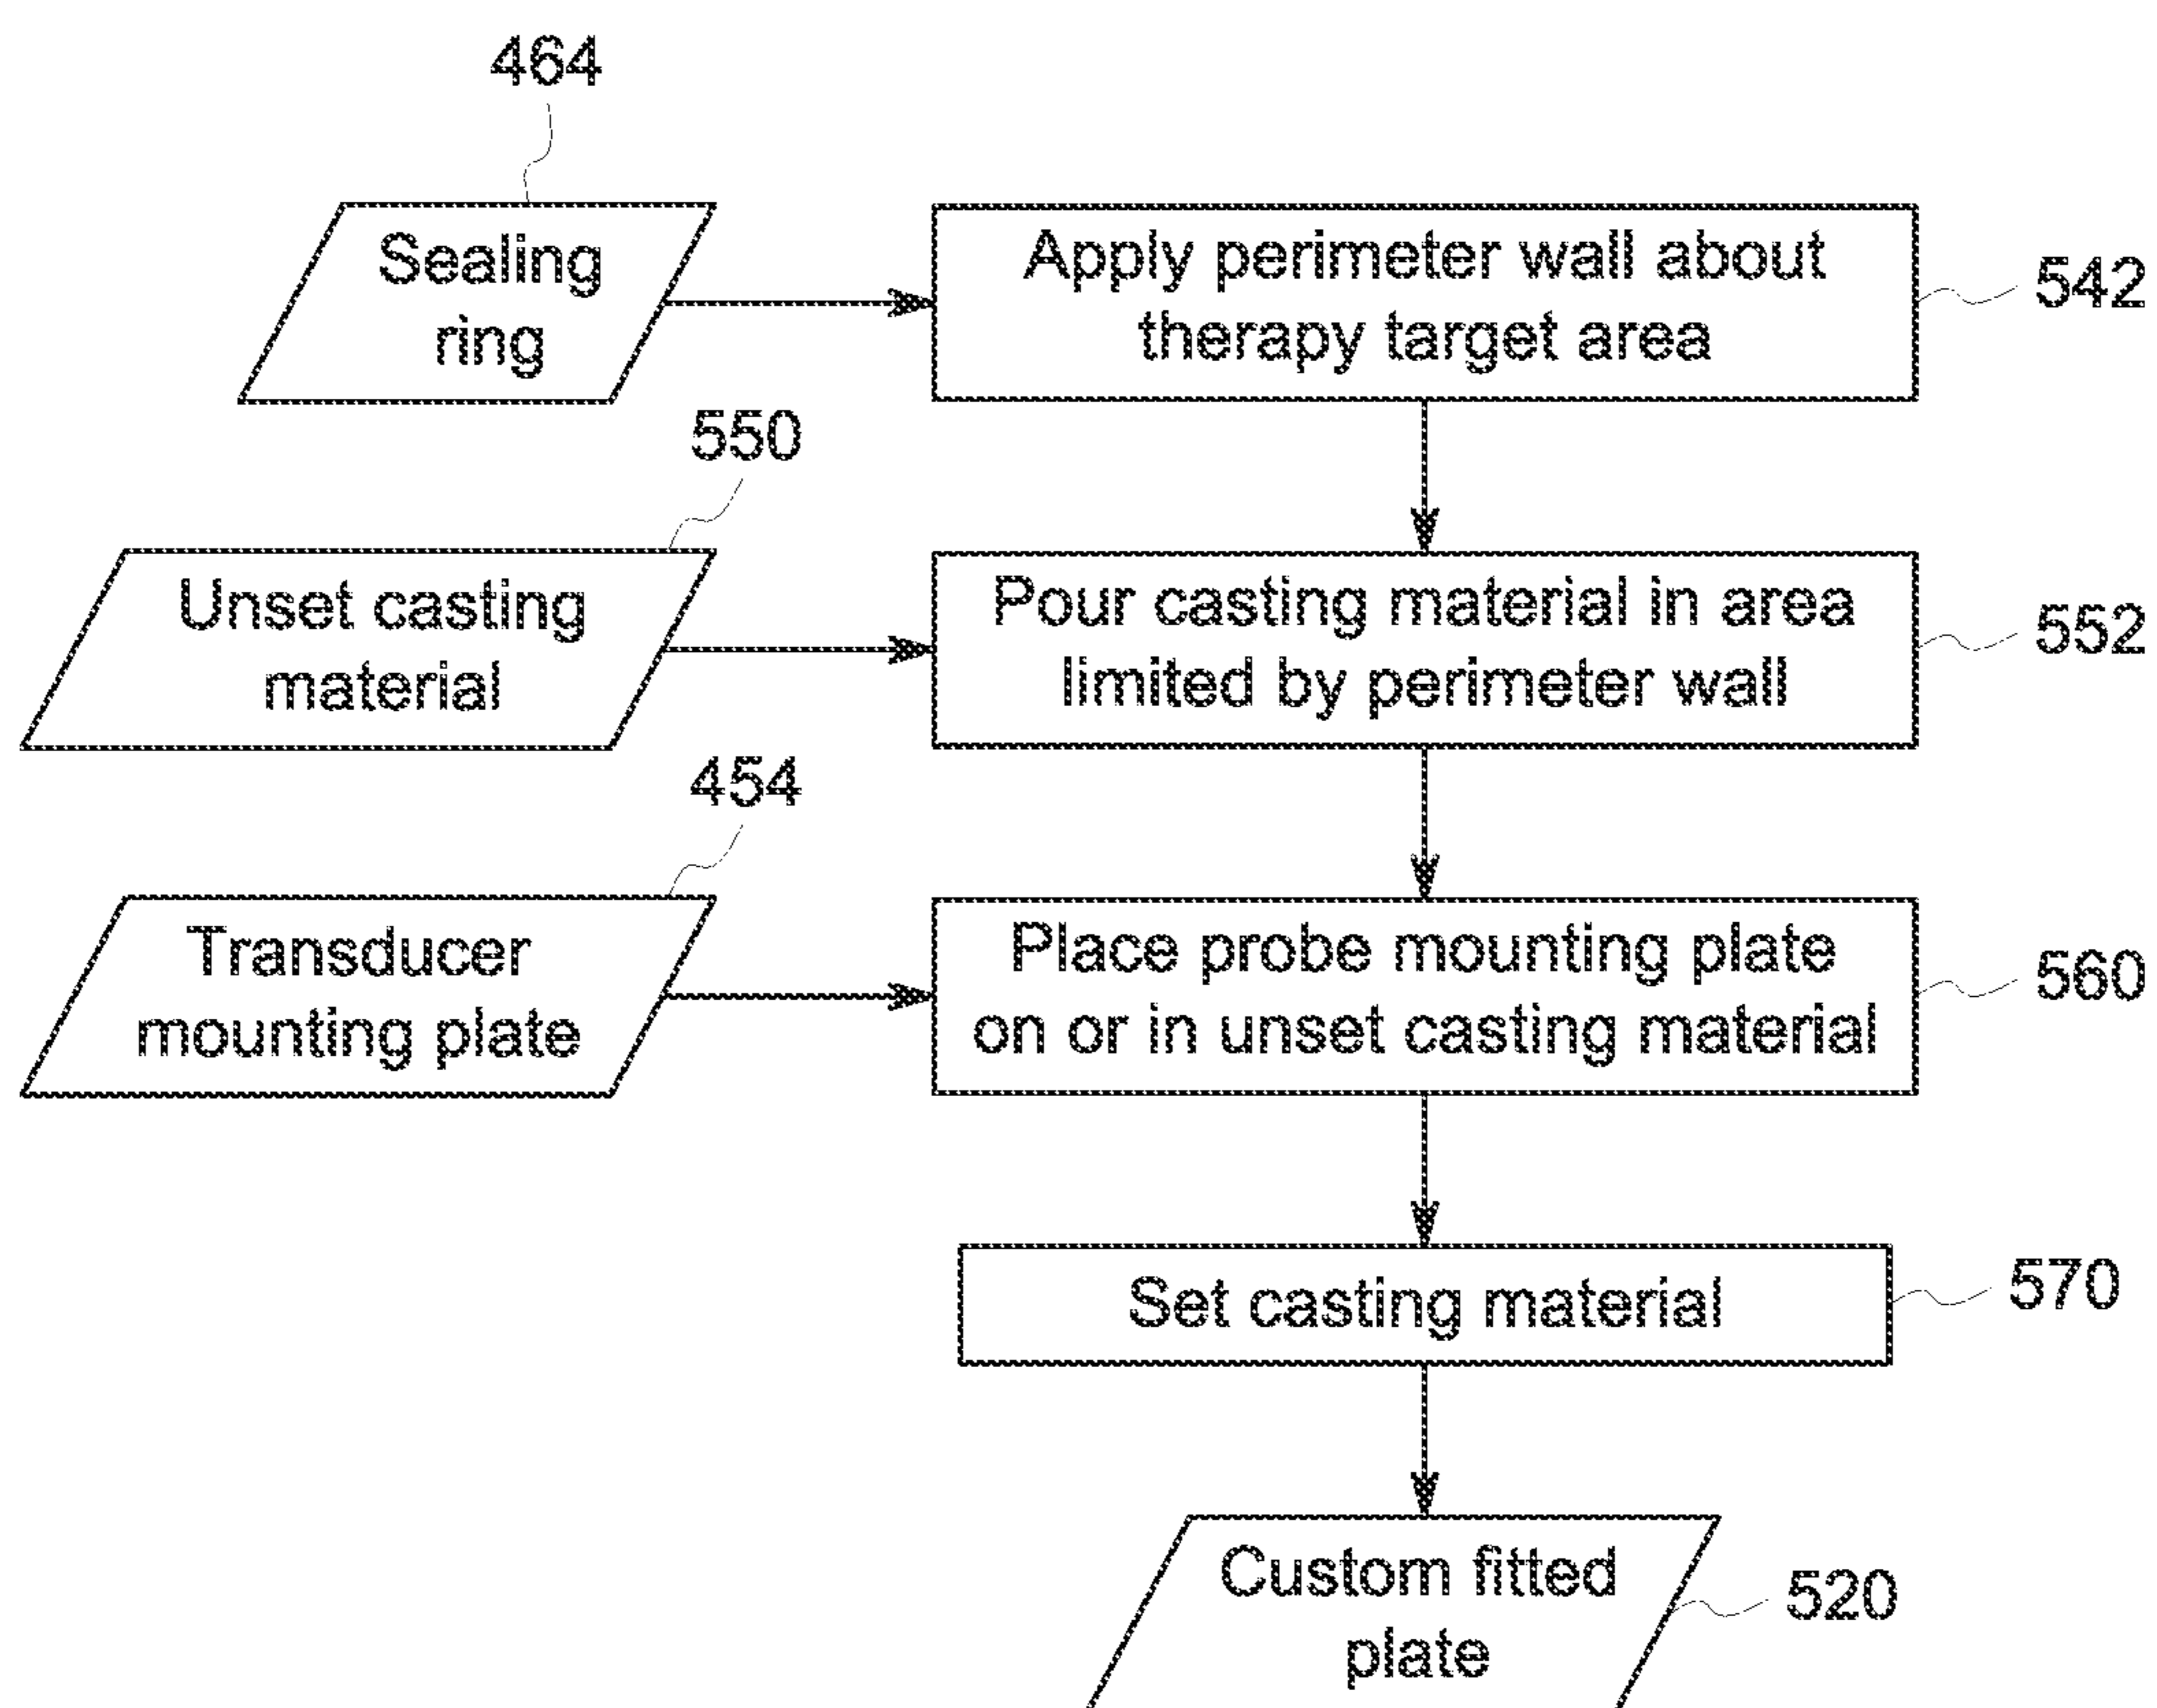 464
Sealing
ring
Apply perimeter wall about
therapy target area
542
550
Unset casting
material
Pour casting material in area
limited by perimeter wall
552
454
Transducer
mounting plate
Place probe mounting plate
on or in unset casting material
560
Set casting material
570
Custom fitted
plate
520